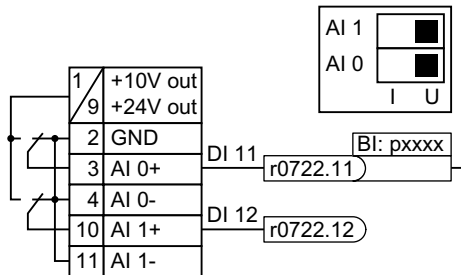 AI 1
AI 0
I U
1 +10V out
9 +24V out
2 GND
3 AI 0+
DI 11
r0722.11
BI: pxxxx
4 AI 0-
10 AI 1+
DI 12
r0722.12
11 AI 1-